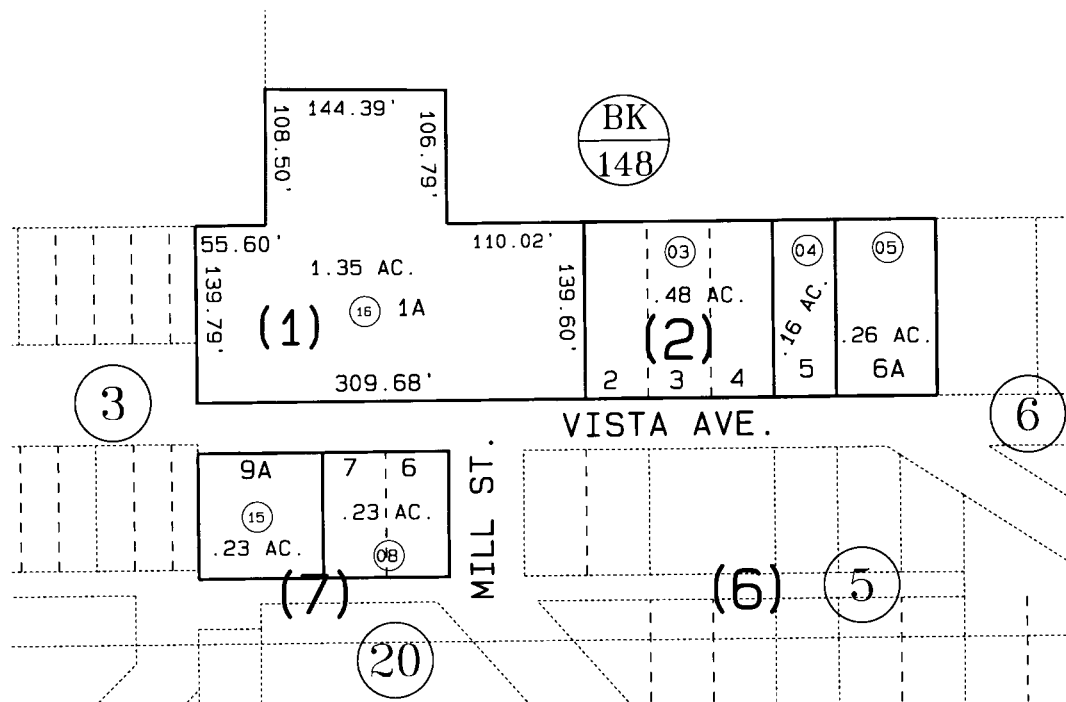 144.39'
108.50'
106.79'
BK
148
55.60'
110.02'
139.79'
1.35 AC.
16
1A
(1)
139.60'
309.68'
03
.48 AC.
(2)
2
3
4
04
.16 AC.
5
05
.26 AC.
6A
3
6
VISTA AVE.
MILL ST.
9A
15
.23 AC.
7
6
.23 AC.
08
(7)
(6)
5
20